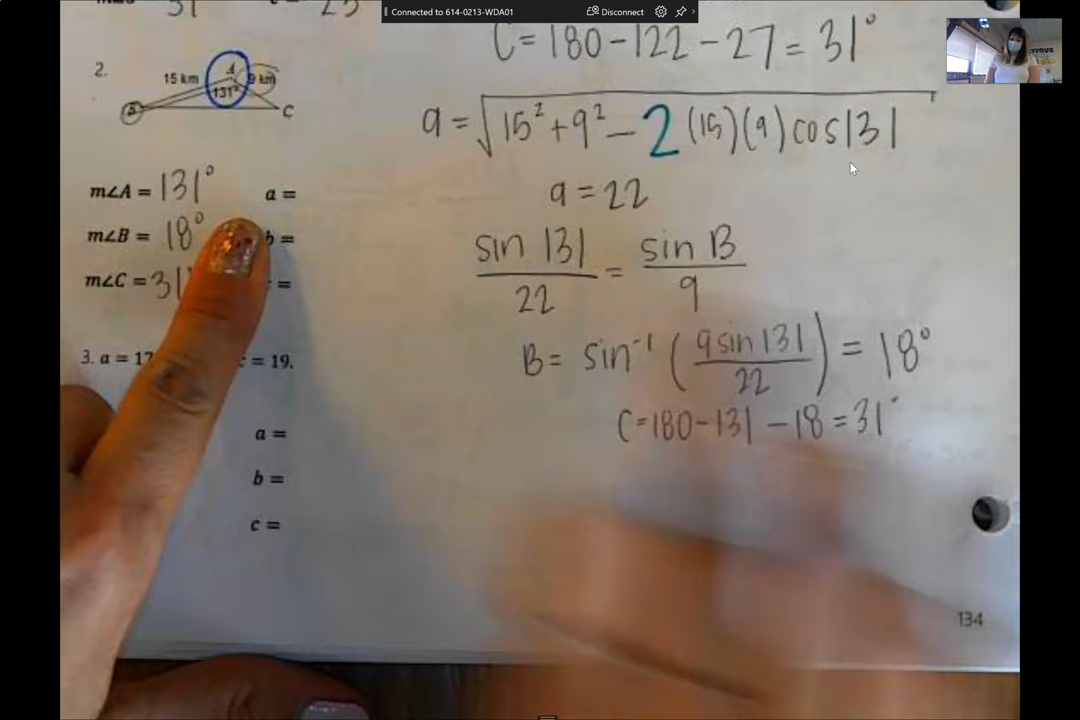 Connected to 614-0213-WDA01 Disconnect
C = 180 - 122 - 27 = 31°
2.
15 km A 9 km
131°
B C
a = √15² + 9² - 2 (15)(9) cos 131
m∠A = 131° a =
a = 22
m∠B = 18° b =
sin 131 / 22 = sin B / 9
m∠C = 31 =
3. a = 17 = 19.
B = sin⁻¹ ( 9 sin 131 / 22 ) = 18°
C = 180 - 131 - 18 = 31°
a =
b =
c =
134